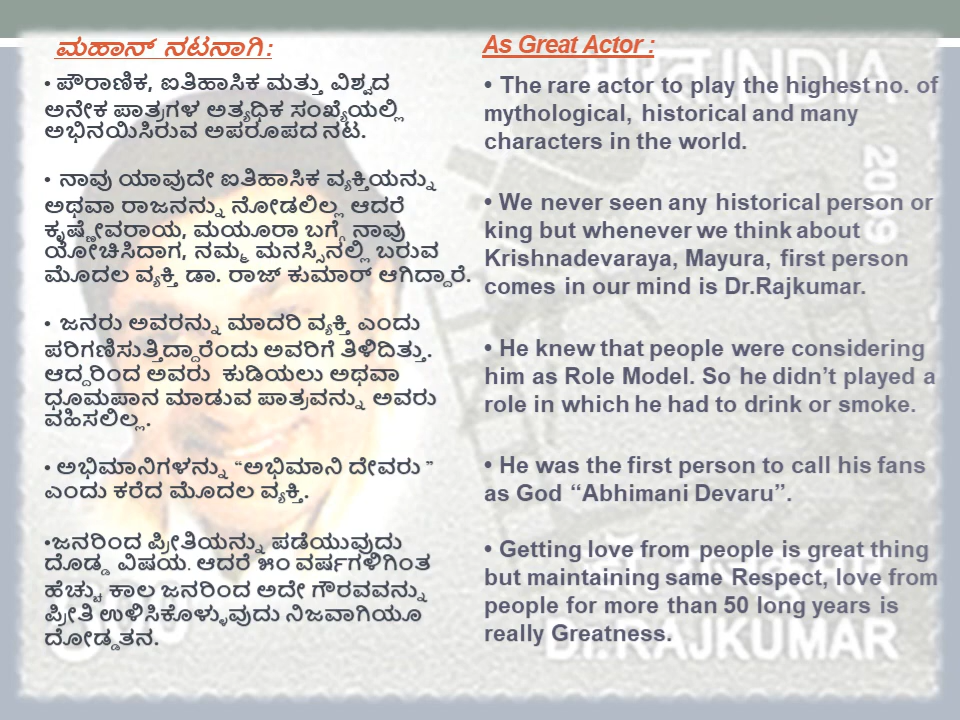 ಮಹಾನ್ ನಟನಾಗಿ :
• ಪೌರಾಣಿಕ, ಐತಿಹಾಸಿಕ ಮತ್ತು ವಿಶ್ವದ
ಅನೇಕ ಪಾತ್ರಗಳ ಅತ್ಯಧಿಕ ಸಂಖ್ಯೆಯಲ್ಲಿ
ಅಭಿನಯಿಸಿರುವ ಅಪರೂಪದ ನಟ.
• ನಾವು ಯಾವುದೇ ಐತಿಹಾಸಿಕ ವ್ಯಕ್ತಿಯನ್ನು
ಅಥವಾ ರಾಜನನ್ನು ನೋಡಲಿಲ್ಲ ಆದರೆ
ಕೃಷ್ಣೇವರಾಯ, ಮಯೂರಾ ಬಗ್ಗೆ ನಾವು
ಯೋಚಿಸಿದಾಗ, ನಮ್ಮ ಮನಸ್ಸಿನಲ್ಲಿ ಬರುವ
ಮೊದಲ ವ್ಯಕ್ತಿ ಡಾ. ರಾಜ್ ಕುಮಾರ್ ಆಗಿದ್ದಾರೆ.
• ಜನರು ಅವರನ್ನು ಮಾದರಿ ವ್ಯಕ್ತಿ ಎಂದು
ಪರಿಗಣಿಸುತ್ತಿದ್ದಾರೆಂದು ಅವರಿಗೆ ತಿಳಿದಿತ್ತು.
ಆದ್ದರಿಂದ ಅವರು ಕುಡಿಯಲು ಅಥವಾ
ಧೂಮಪಾನ ಮಾಡುವ ಪಾತ್ರವನ್ನು ಅವರು
ವಹಿಸಲಿಲ್ಲ.
• ಅಭಿಮಾನಿಗಳನ್ನು “ಅಭಿಮಾನಿ ದೇವರು ”
ಎಂದು ಕರೆದ ಮೊದಲ ವ್ಯಕ್ತಿ.
•ಜನರಿಂದ ಪ್ರೀತಿಯನ್ನು ಪಡೆಯುವುದು
ದೊಡ್ಡ ವಿಷಯ. ಆದರೆ ೫೦ ವರ್ಷಗಳಿಗಿಂತ
ಹೆಚ್ಚು ಕಾಲ ಜನರಿಂದ ಅದೇ ಗೌರವವನ್ನು
ಪ್ರೀತಿ ಉಳಿಸಿಕೊಳ್ಳುವುದು ನಿಜವಾಗಿಯೂ
ದೋಡ್ಡತನ.
As Great Actor :
• The rare actor to play the highest no. of
mythological, historical and many
characters in the world.
• We never seen any historical person or
king but whenever we think about
Krishnadevaraya, Mayura, first person
comes in our mind is Dr.Rajkumar.
• He knew that people were considering
him as Role Model. So he didn’t played a
role in which he had to drink or smoke.
• He was the first person to call his fans
as God “Abhimani Devaru”.
• Getting love from people is great thing
but maintaining same Respect, love from
people for more than 50 long years is
really Greatness.
भारत INDIA
2009
डॉ. राजकुमार
Dr. RAJKUMAR